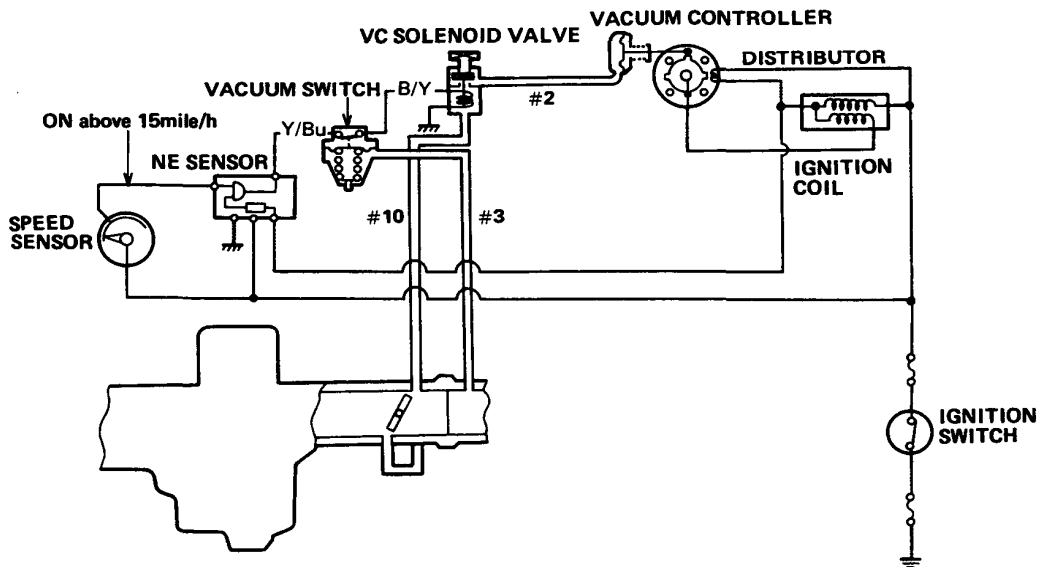 VACUUM CONTROLLER
VC SOLENOID VALVE
DISTRIBUTOR
VACUUM SWITCH
B/Y
#2
ON above 15mile/h
Y/Bu
NE SENSOR
IGNITION
COIL
#10
#3
SPEED
SENSOR
IGNITION
SWITCH